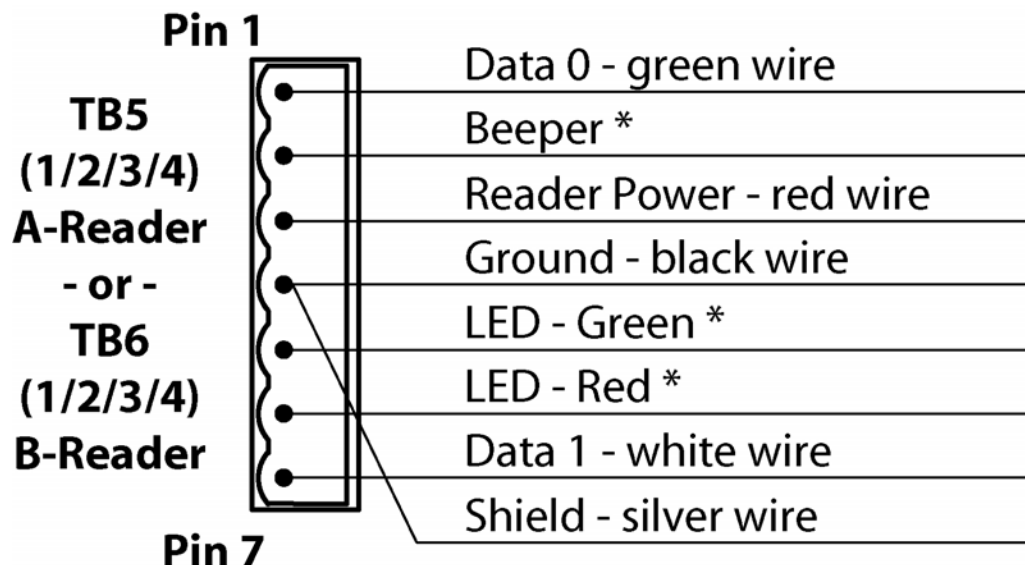 Pin 1
TB5
(1/2/3/4)
A-Reader
- or -
TB6
(1/2/3/4)
B-Reader
Pin 7
Data 0 - green wire
Beeper *
Reader Power - red wire
Ground - black wire
LED - Green *
LED - Red *
Data 1 - white wire
Shield - silver wire